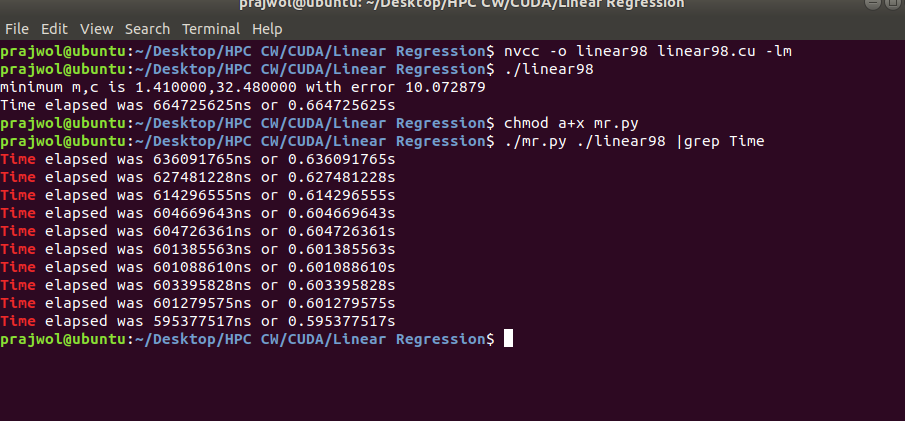 prajwol@ubuntu: ~/Desktop/HPC CW/CUDA/Linear Regression
File Edit View Search Terminal Help
prajwol@ubuntu:~/Desktop/HPC CW/CUDA/Linear Regression$ nvcc -o linear98 linear98.cu -lm
prajwol@ubuntu:~/Desktop/HPC CW/CUDA/Linear Regression$ ./linear98
minimum m,c is 1.410000,32.480000 with error 10.072879
Time elapsed was 664725625ns or 0.664725625s
prajwol@ubuntu:~/Desktop/HPC CW/CUDA/Linear Regression$ chmod a+x mr.py
prajwol@ubuntu:~/Desktop/HPC CW/CUDA/Linear Regression$ ./mr.py ./linear98 |grep Time
Time elapsed was 636091765ns or 0.636091765s
Time elapsed was 627481228ns or 0.627481228s
Time elapsed was 614296555ns or 0.614296555s
Time elapsed was 604669643ns or 0.604669643s
Time elapsed was 604726361ns or 0.604726361s
Time elapsed was 601385563ns or 0.601385563s
Time elapsed was 601088610ns or 0.601088610s
Time elapsed was 603395828ns or 0.603395828s
Time elapsed was 601279575ns or 0.601279575s
Time elapsed was 595377517ns or 0.595377517s
prajwol@ubuntu:~/Desktop/HPC CW/CUDA/Linear Regression$